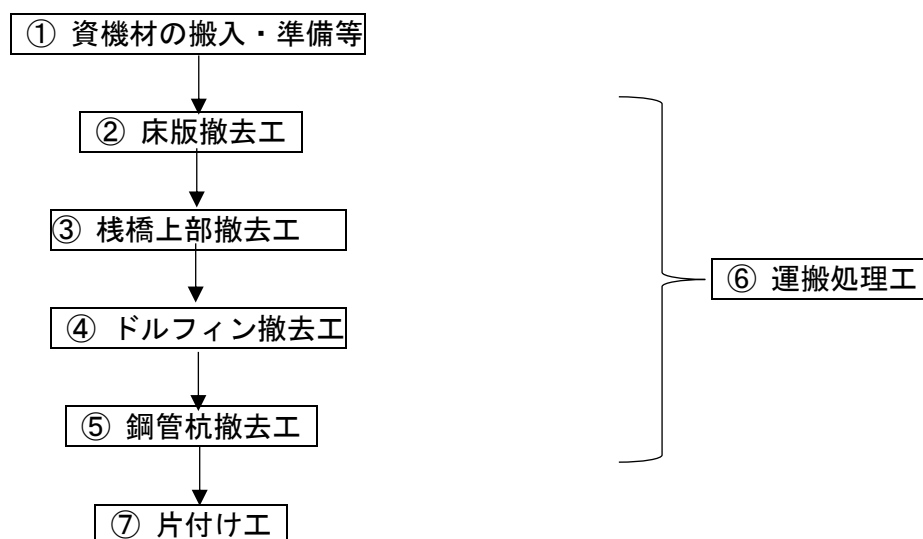 ① 資機材の搬入・準備等
② 床版撤去工
③ 桟橋上部撤去工
④ ドルフィン撤去工
⑤ 鋼管杭撤去工
⑥ 運搬処理工
⑦ 片付け工